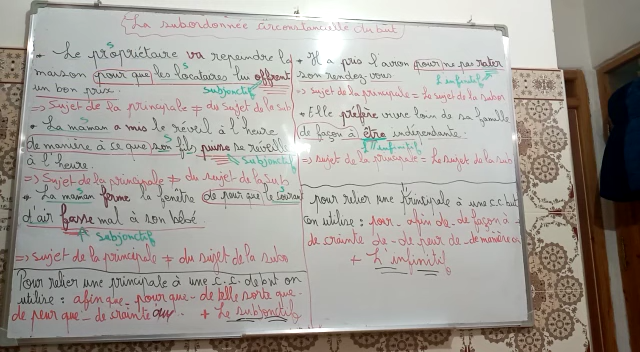 La subordonnée circonstancielle du but
* Le propriétaire va repeindre la
maison pour que les locataires lui offrent
un bon prix.
subjonctif
=> Sujet de la principale ≠ du sujet de la sub
* La maman a mis le réveil à l'heure
de manière à ce que son fils puisse se réveille
à l'heure.
subjonctif
=> Sujet de la principale ≠ du sujet de la sub
* La maman ferme la fenêtre de peur que le courant
d'air fasse mal à son bébé
subjonctif
=> sujet de la principale ≠ du sujet de la subo
Pour relier une principale à une C.C. de but on
utilise : afin que - pour que - de telle sorte que -
de peur que - de crainte que. + Le subjonctif
* Il a pris l'avion pour ne pas rater
son rendez-vous
L'infinitif
=> sujet de la principale = Le sujet de la subor
* Elle préfère vivre loin de sa famille
de façon à être indépendante.
L'infinitif
=> sujet de la principale = Le sujet de la sub
pour relier une principale à une C.C. but
on utilise : pour - afin de - de façon à -
de crainte de - de peur de - de manière à
+ L'infinitif